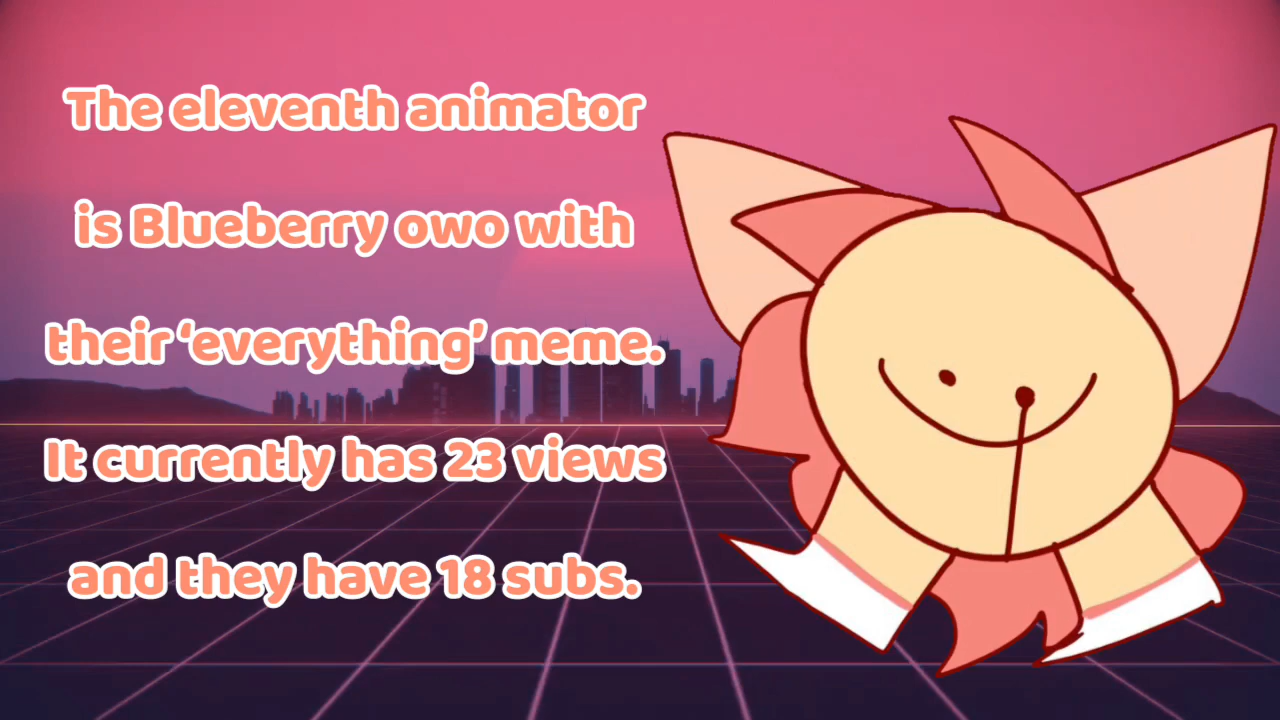 The eleventh animator
is Blueberry owo with
their ‘everything’ meme.
It currently has 23 views
and they have 18 subs.